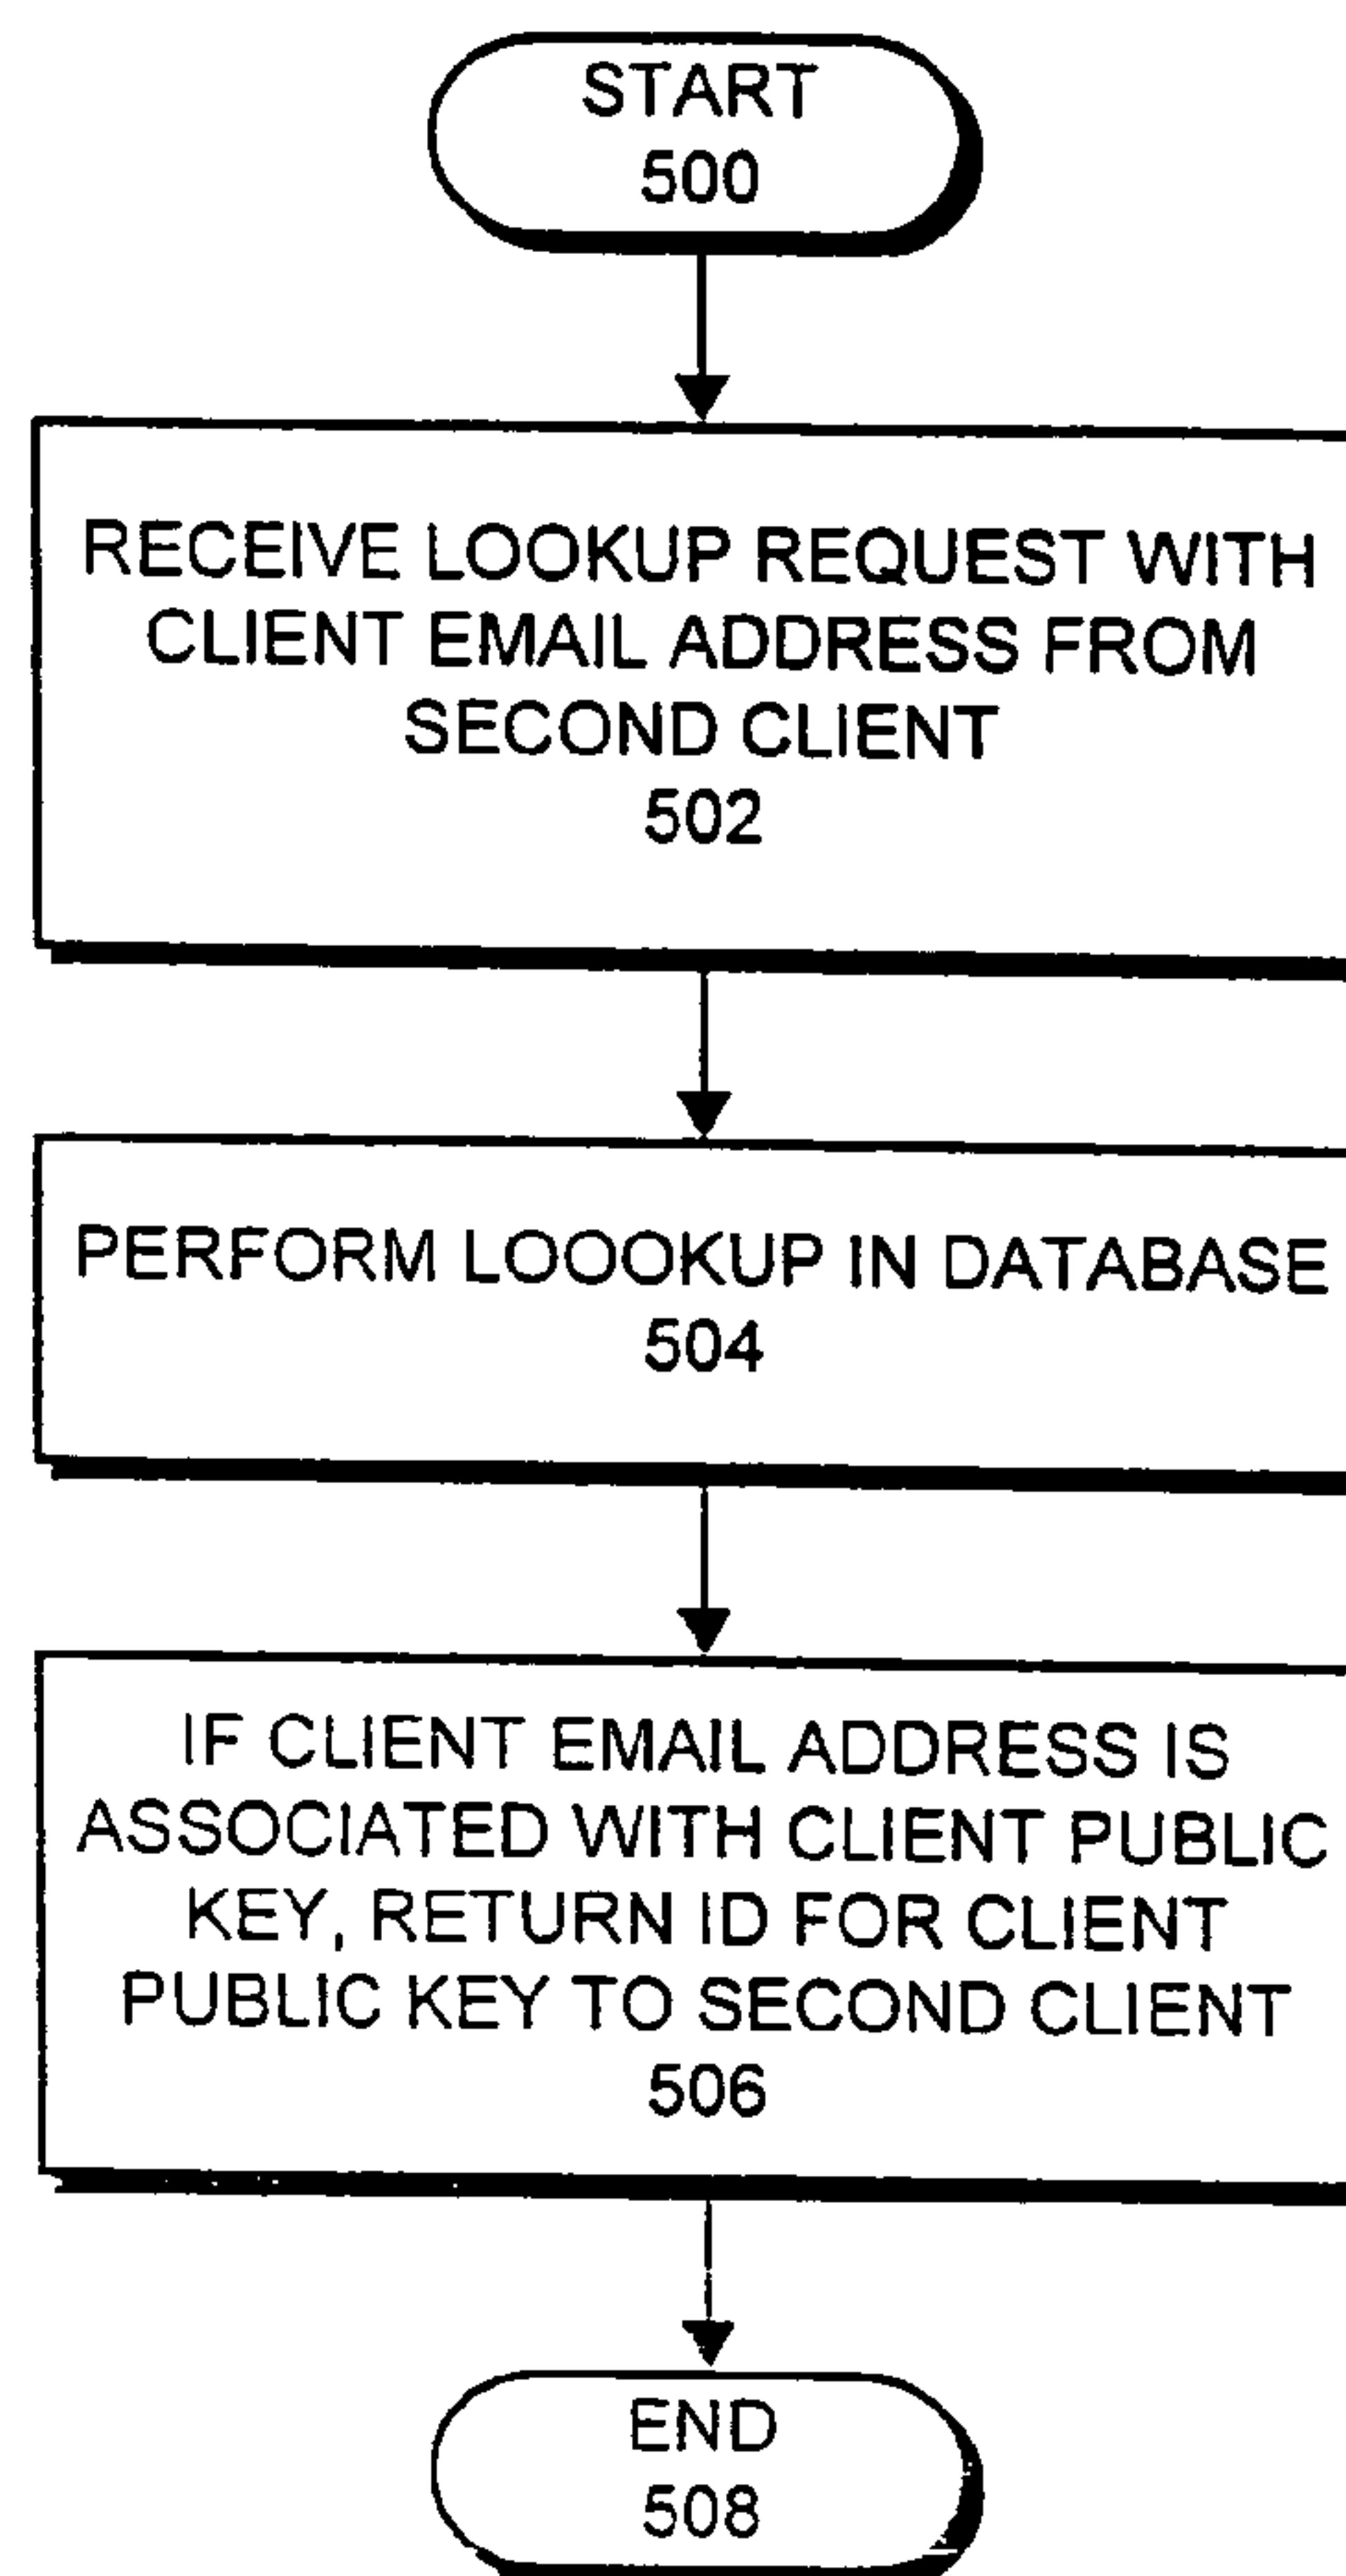 START
500
RECEIVE LOOKUP REQUEST WITH
CLIENT EMAIL ADDRESS FROM
SECOND CLIENT
502
PERFORM LOOOKUP IN DATABASE
504
IF CLIENT EMAIL ADDRESS IS
ASSOCIATED WITH CLIENT PUBLIC
KEY, RETURN ID FOR CLIENT
PUBLIC KEY TO SECOND CLIENT
506
END
508